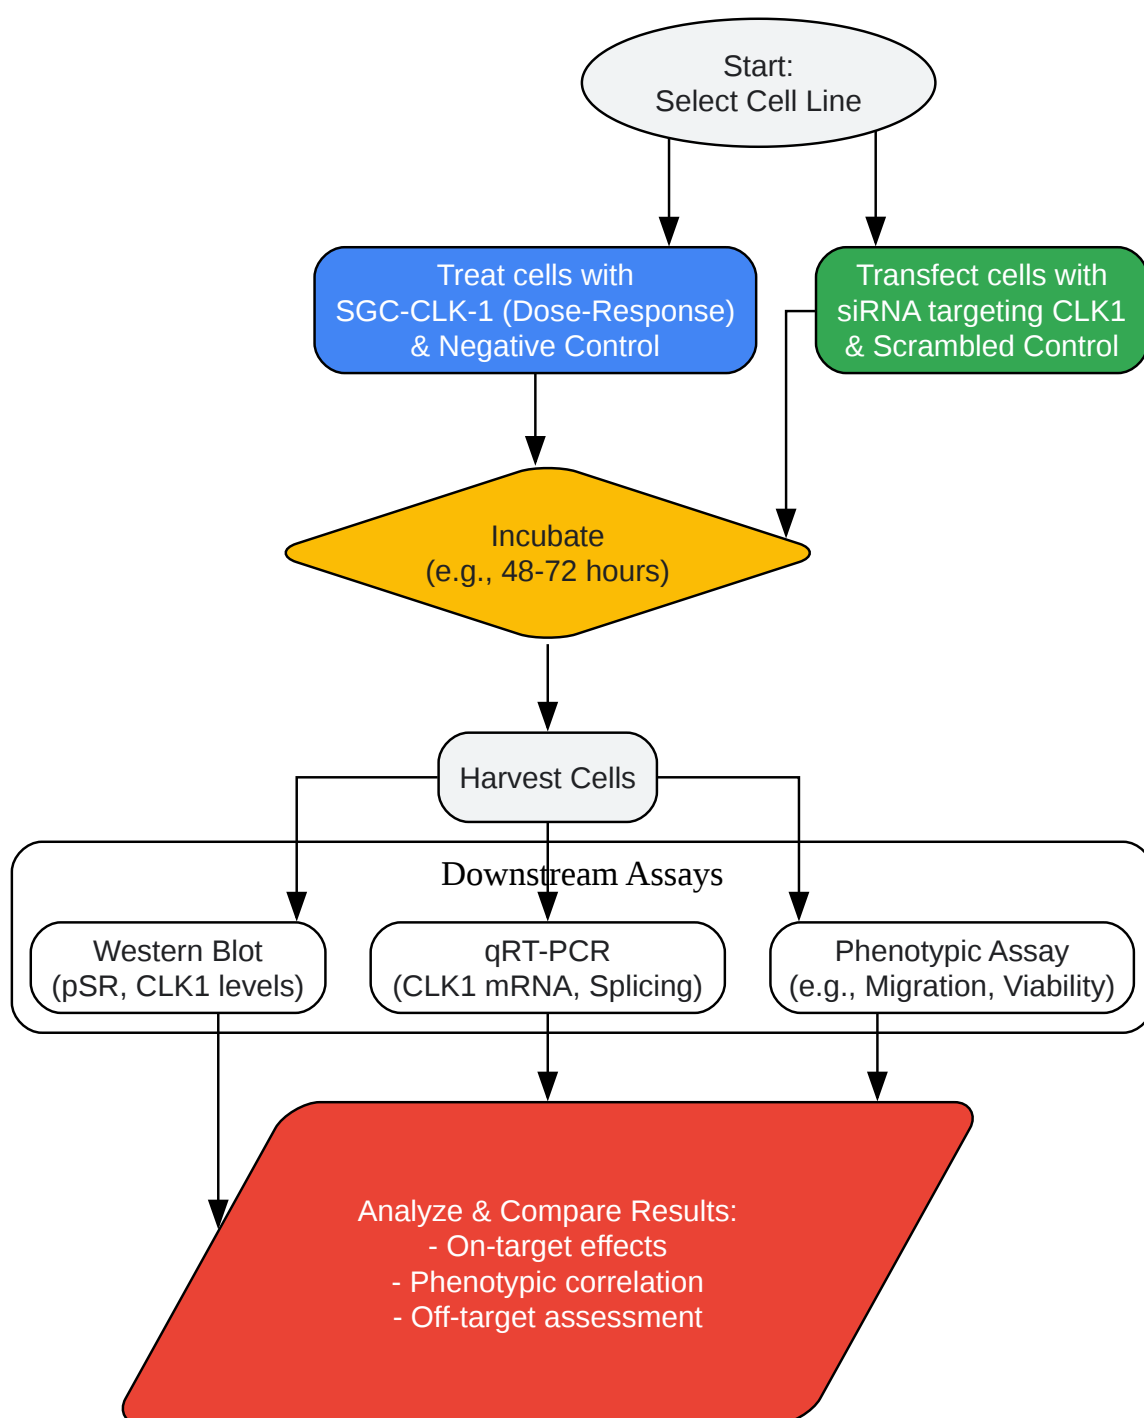 Start:
Select Cell Line
Treat cells with
SGC-CLK-1 (Dose-Response)
& Negative Control
Transfect cells with
siRNA targeting CLK1
& Scrambled Control
Incubate
(e.g., 48-72 hours)
Harvest Cells
Downstream Assays
Western Blot
(pSR, CLK1 levels)
qRT-PCR
(CLK1 mRNA, Splicing)
Phenotypic Assay
(e.g., Migration, Viability)
Analyze & Compare Results:
- On-target effects
- Phenotypic correlation
- Off-target assessment